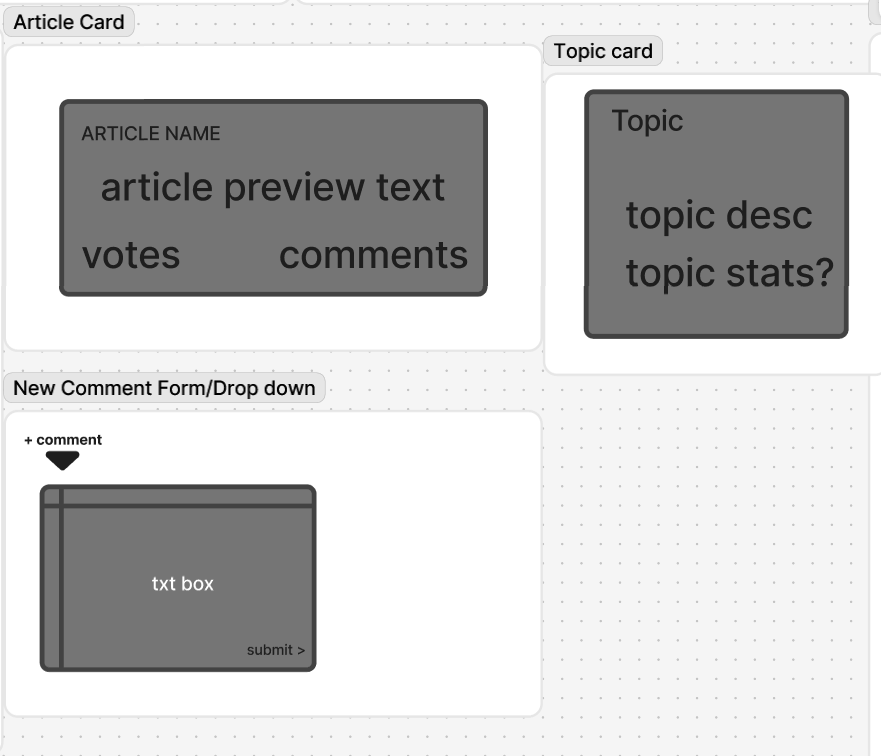 Article Card
ARTICLE NAME
article preview text
votes comments
Topic card
Topic
topic desc
topic stats?
New Comment Form/Drop down
+ comment
txt box
submit >